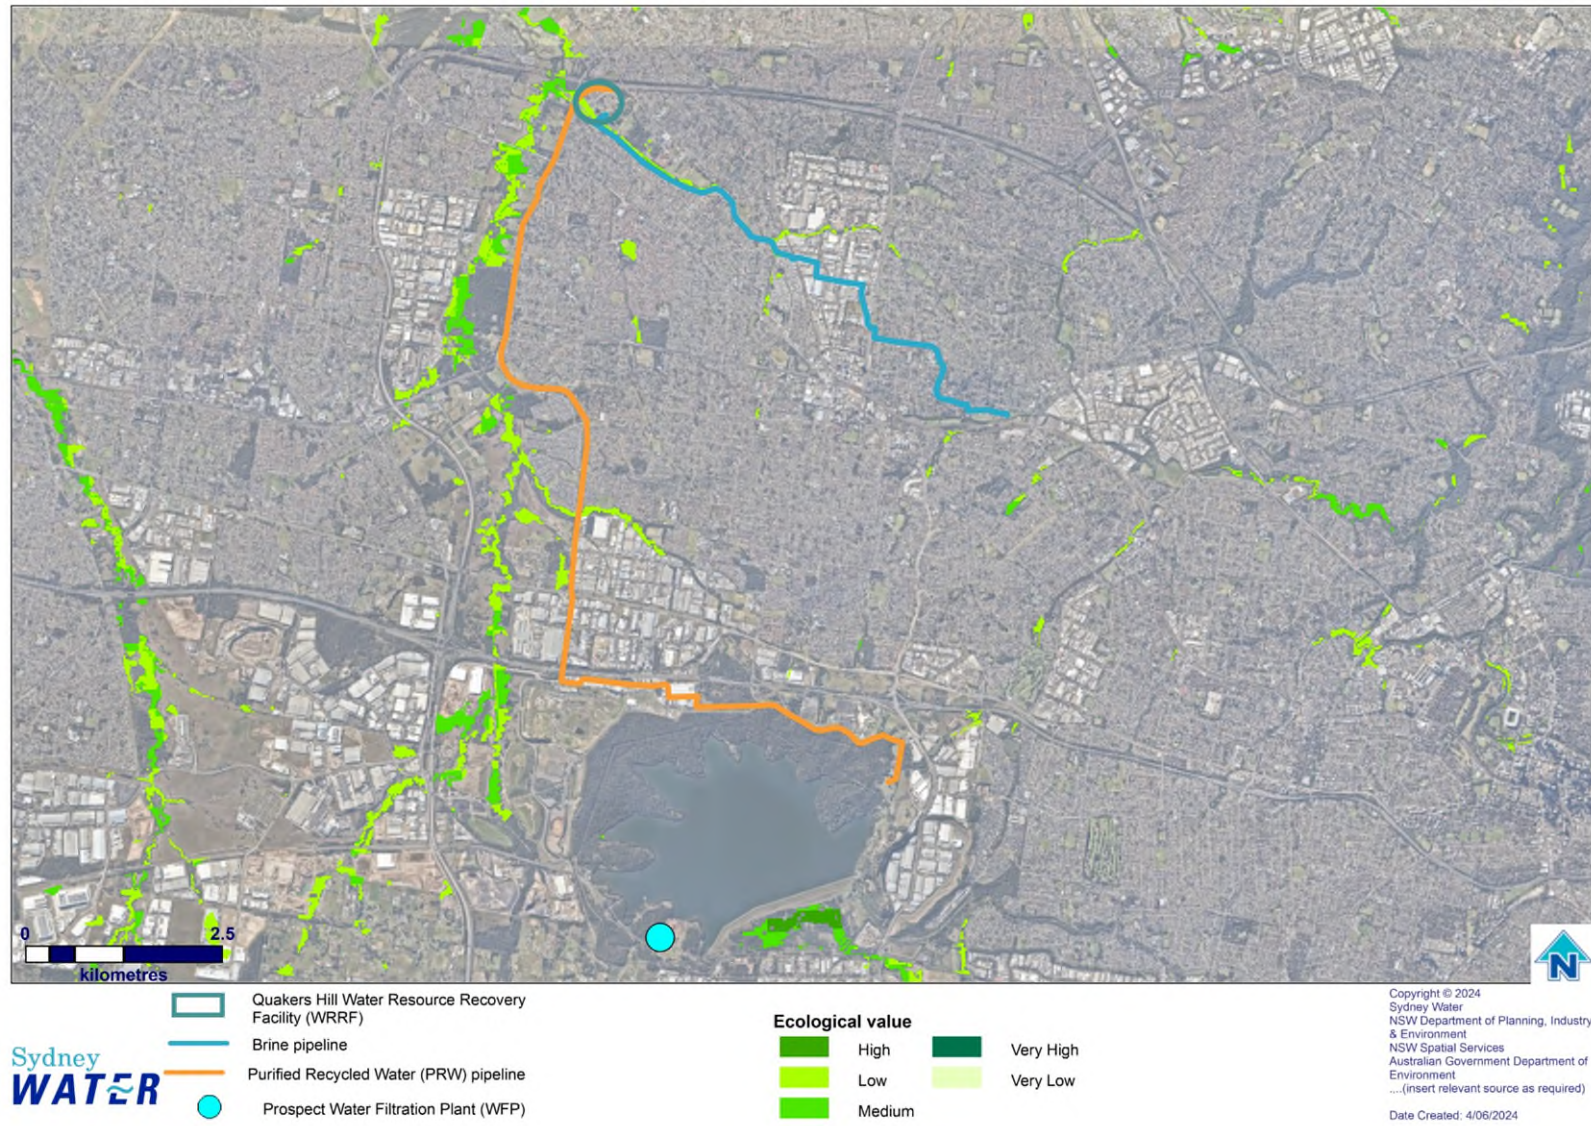 0
2.5
kilometres
N
Quakers Hill Water Resource Recovery
Facility (WRRF)
Brine pipeline
Purified Recycled Water (PRW) pipeline
Prospect Water Filtration Plant (WFP)
Sydney
WATER
Ecological value
High
Low
Medium
Very High
Very Low
Copyright © 2024
Sydney Water
NSW Department of Planning, Industry
& Environment
NSW Spatial Services
Australian Government Department of
Environment
....(insert relevant source as required)
Date Created: 4/06/2024